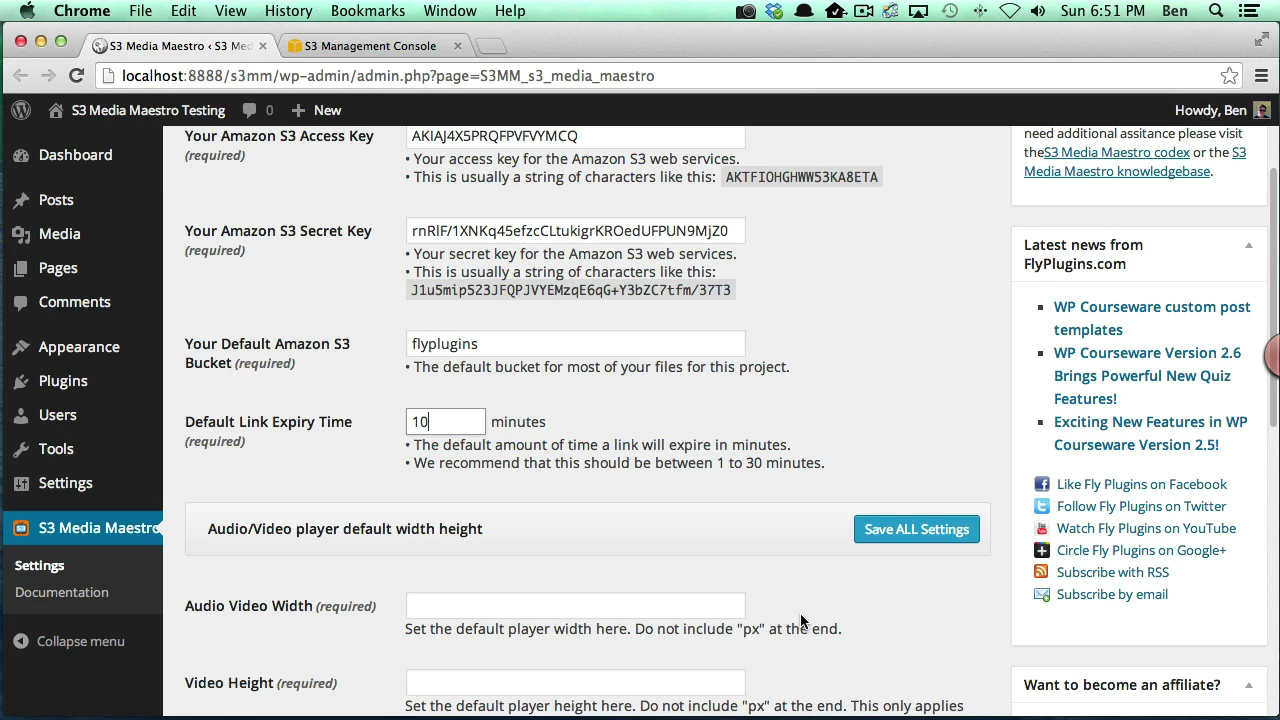 Chrome File Edit View History Bookmarks Window Help Sun 6:51 PM Ben
S3 Media Maestro ‹ S3 Med
S3 Management Console
localhost:8888/s3mm/wp-admin/admin.php?page=S3MM_s3_media_maestro
S3 Media Maestro Testing 0 New Howdy, Ben
Dashboard
Posts
Media
Pages
Comments
Appearance
Plugins
Users
Tools
Settings
S3 Media Maestro
Settings
Documentation
Collapse menu
Your Amazon S3 Access Key
(required)
AKIAJ4X5PRQFPVFVYMCQ
• Your access key for the Amazon S3 web services.
• This is usually a string of characters like this: AKTFIOHGHWW53KA8ETA
Your Amazon S3 Secret Key
(required)
• Your secret key for the Amazon S3 web services.
• This is usually a string of characters like this:
J1u5mip523JFQPJVYEMzqE6qG+Y3bZC7tfm/37T3
Your Default Amazon S3
Bucket (required)
flyplugins
• The default bucket for most of your files for this project.
Default Link Expiry Time
(required)
10 minutes
• The default amount of time a link will expire in minutes.
• We recommend that this should be between 1 to 30 minutes.
Audio/Video player default width height
Save ALL Settings
Audio Video Width (required)
Set the default player width here. Do not include "px" at the end.
Video Height (required)
Set the default player height here. Do not include "px" at the end. This only applies
need additional assitance please visit
theS3 Media Maestro codex or the S3
Media Maestro knowledgebase.
Latest news from
FlyPlugins.com
WP Courseware custom post
templates
WP Courseware Version 2.6
Brings Powerful New Quiz
Features!
Exciting New Features in WP
Courseware Version 2.5!
Like Fly Plugins on Facebook
Follow Fly Plugins on Twitter
Watch Fly Plugins on YouTube
Circle Fly Plugins on Google+
Subscribe with RSS
Subscribe by email
Want to become an affiliate?